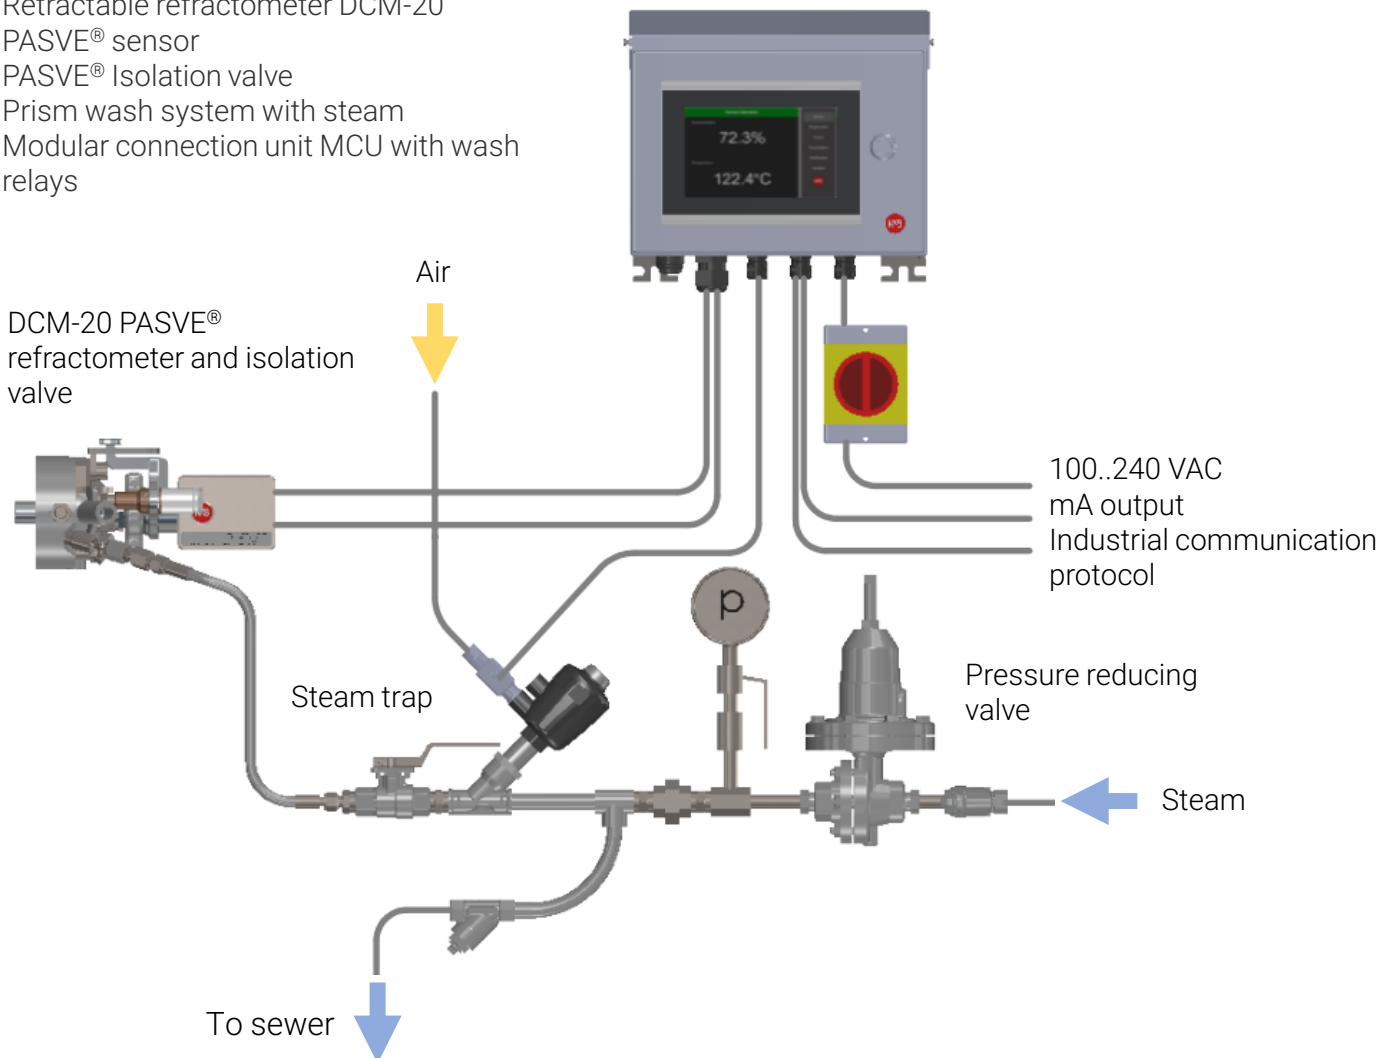 Retractable refractometer DCM-20
PASVE® sensor
PASVE® Isolation valve
Prism wash system with steam
Modular connection unit MCU with wash
relays
72.3%
122.4°C
Air
DCM-20 PASVE®
refractometer and isolation
valve
100..240 VAC
mA output
Industrial communication
protocol
p
Steam trap
Pressure reducing
valve
Steam
To sewer